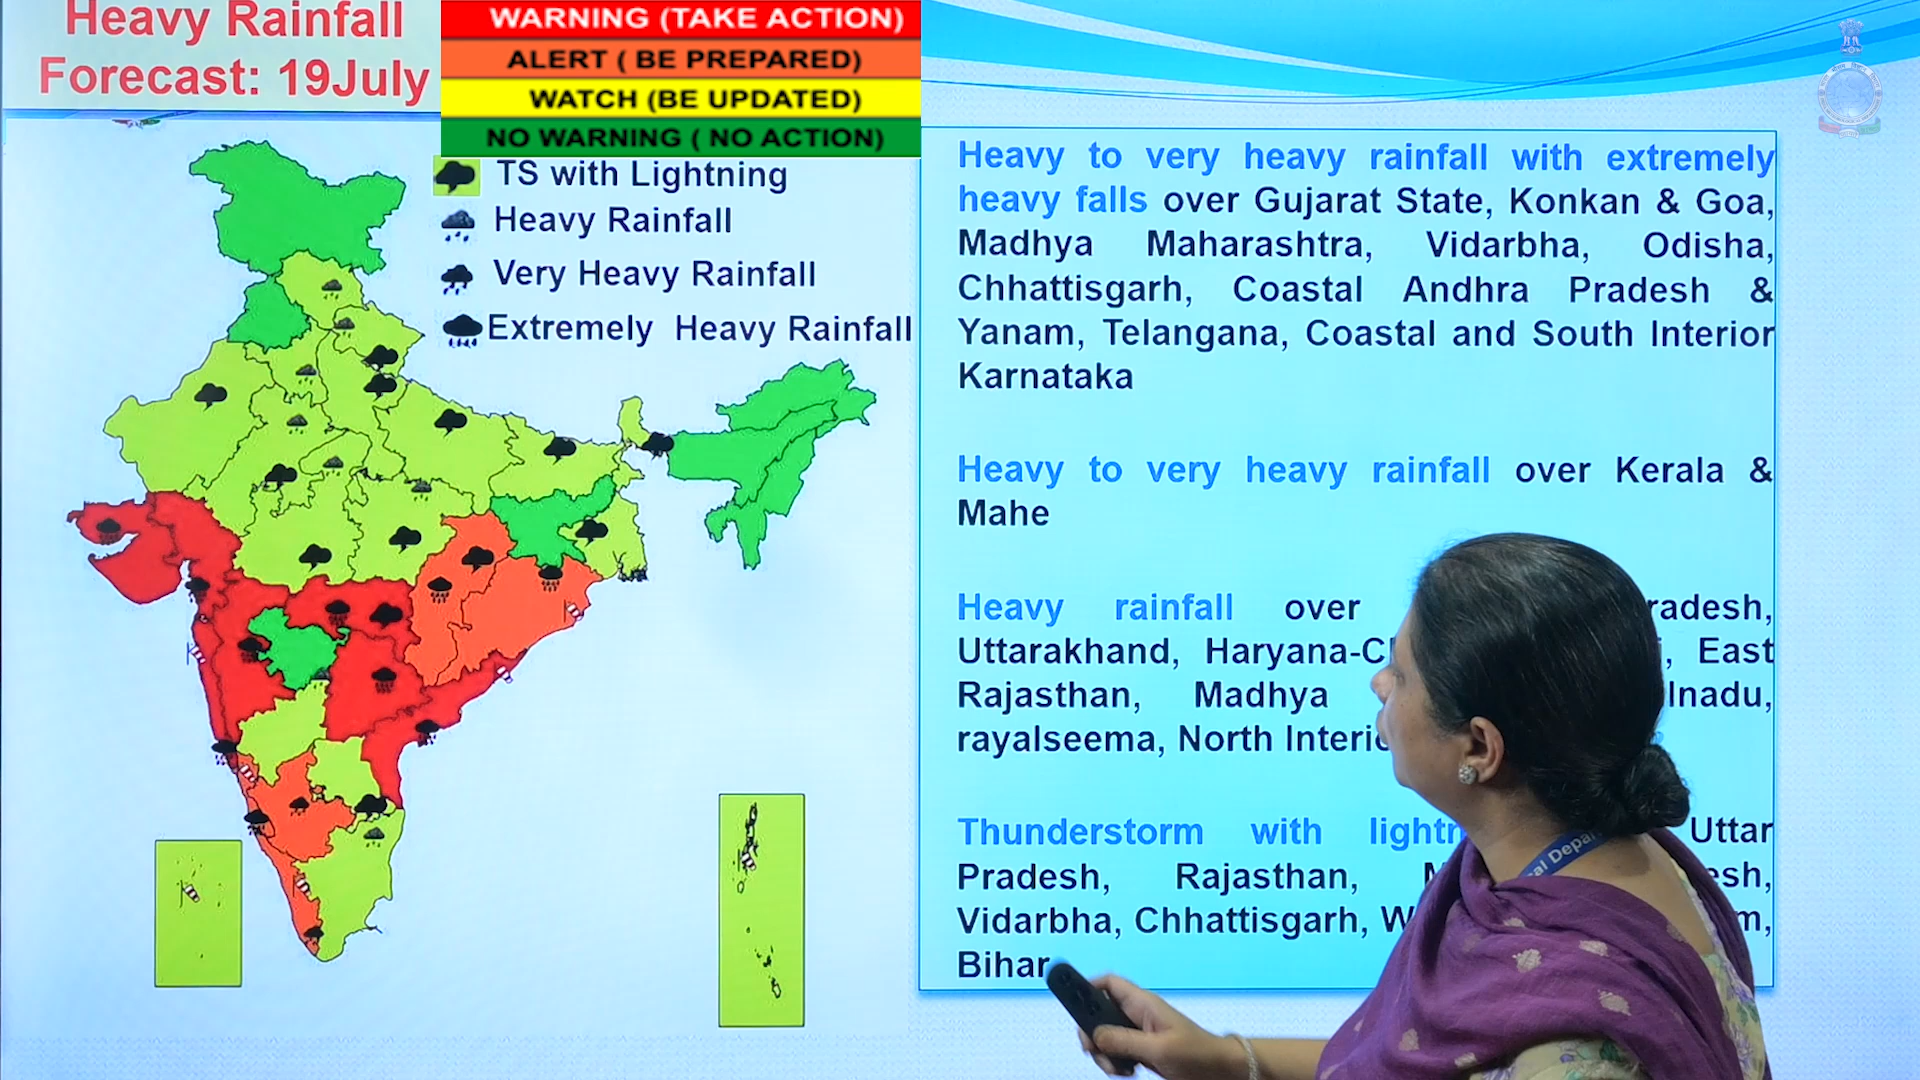 Heavy Rainfall
Forecast: 19July
WARNING (TAKE ACTION)
ALERT ( BE PREPARED)
WATCH (BE UPDATED)
NO WARNING ( NO ACTION)
TS with Lightning
Heavy Rainfall
Very Heavy Rainfall
Extremely Heavy Rainfall
Heavy to very heavy rainfall with extremely
heavy falls over Gujarat State, Konkan & Goa,
Madhya Maharashtra, Vidarbha, Odisha,
Chhattisgarh, Coastal Andhra Pradesh &
Yanam, Telangana, Coastal and South Interior
Karnataka
Heavy to very heavy rainfall over Kerala &
Mahe
Heavy rainfall over
Uttarakhand, East
Rajasthan, Madhya
rayalseema, North
Thunderstorm with Uttar
Pradesh, Rajasthan,
Vidarbha, Chhattisgarh,
Bihar